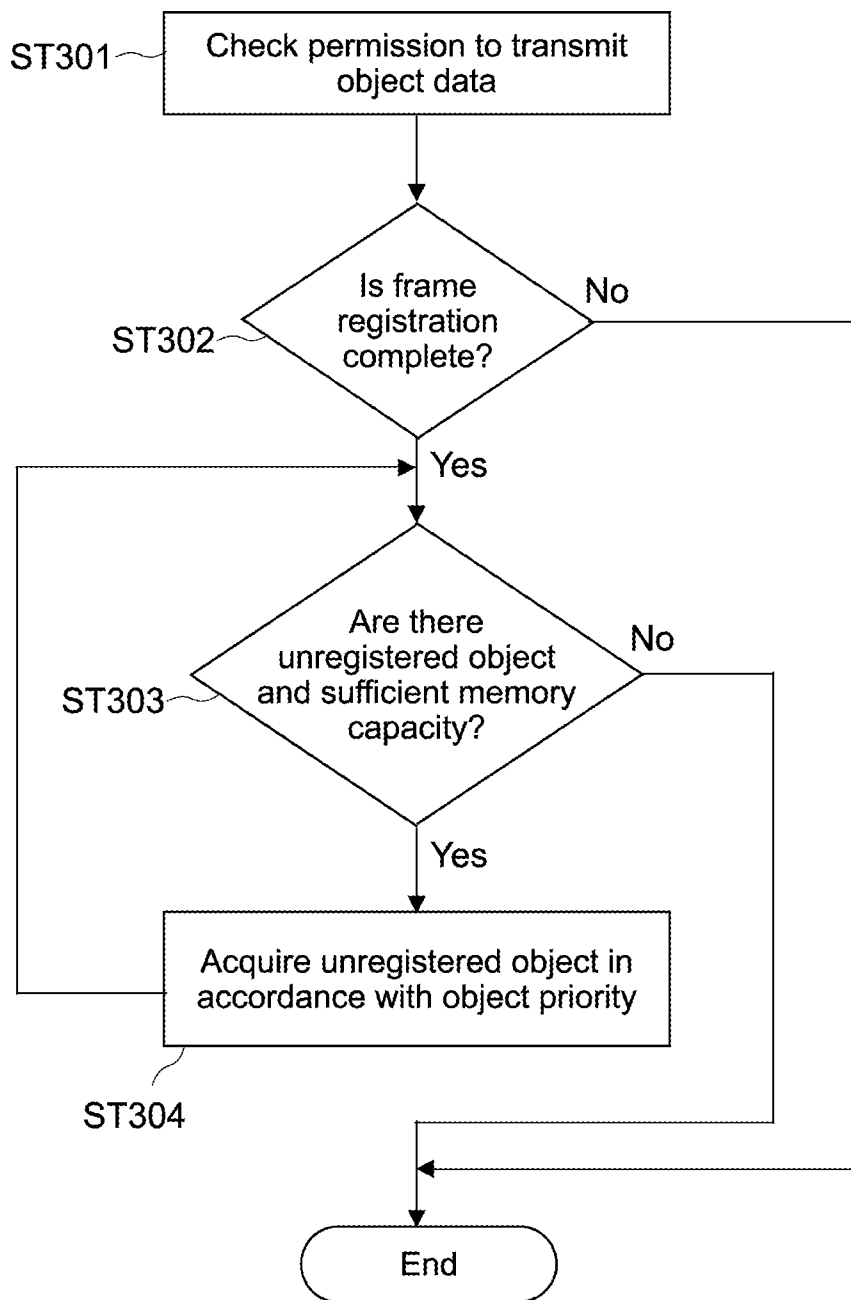 ST301
Check permission to transmit
object data
Is frame
registration
complete?
No
ST302
Yes
Are there
unregistered object
and sufficient memory
capacity?
No
ST303
Yes
Acquire unregistered object in
accordance with object priority
ST304
End